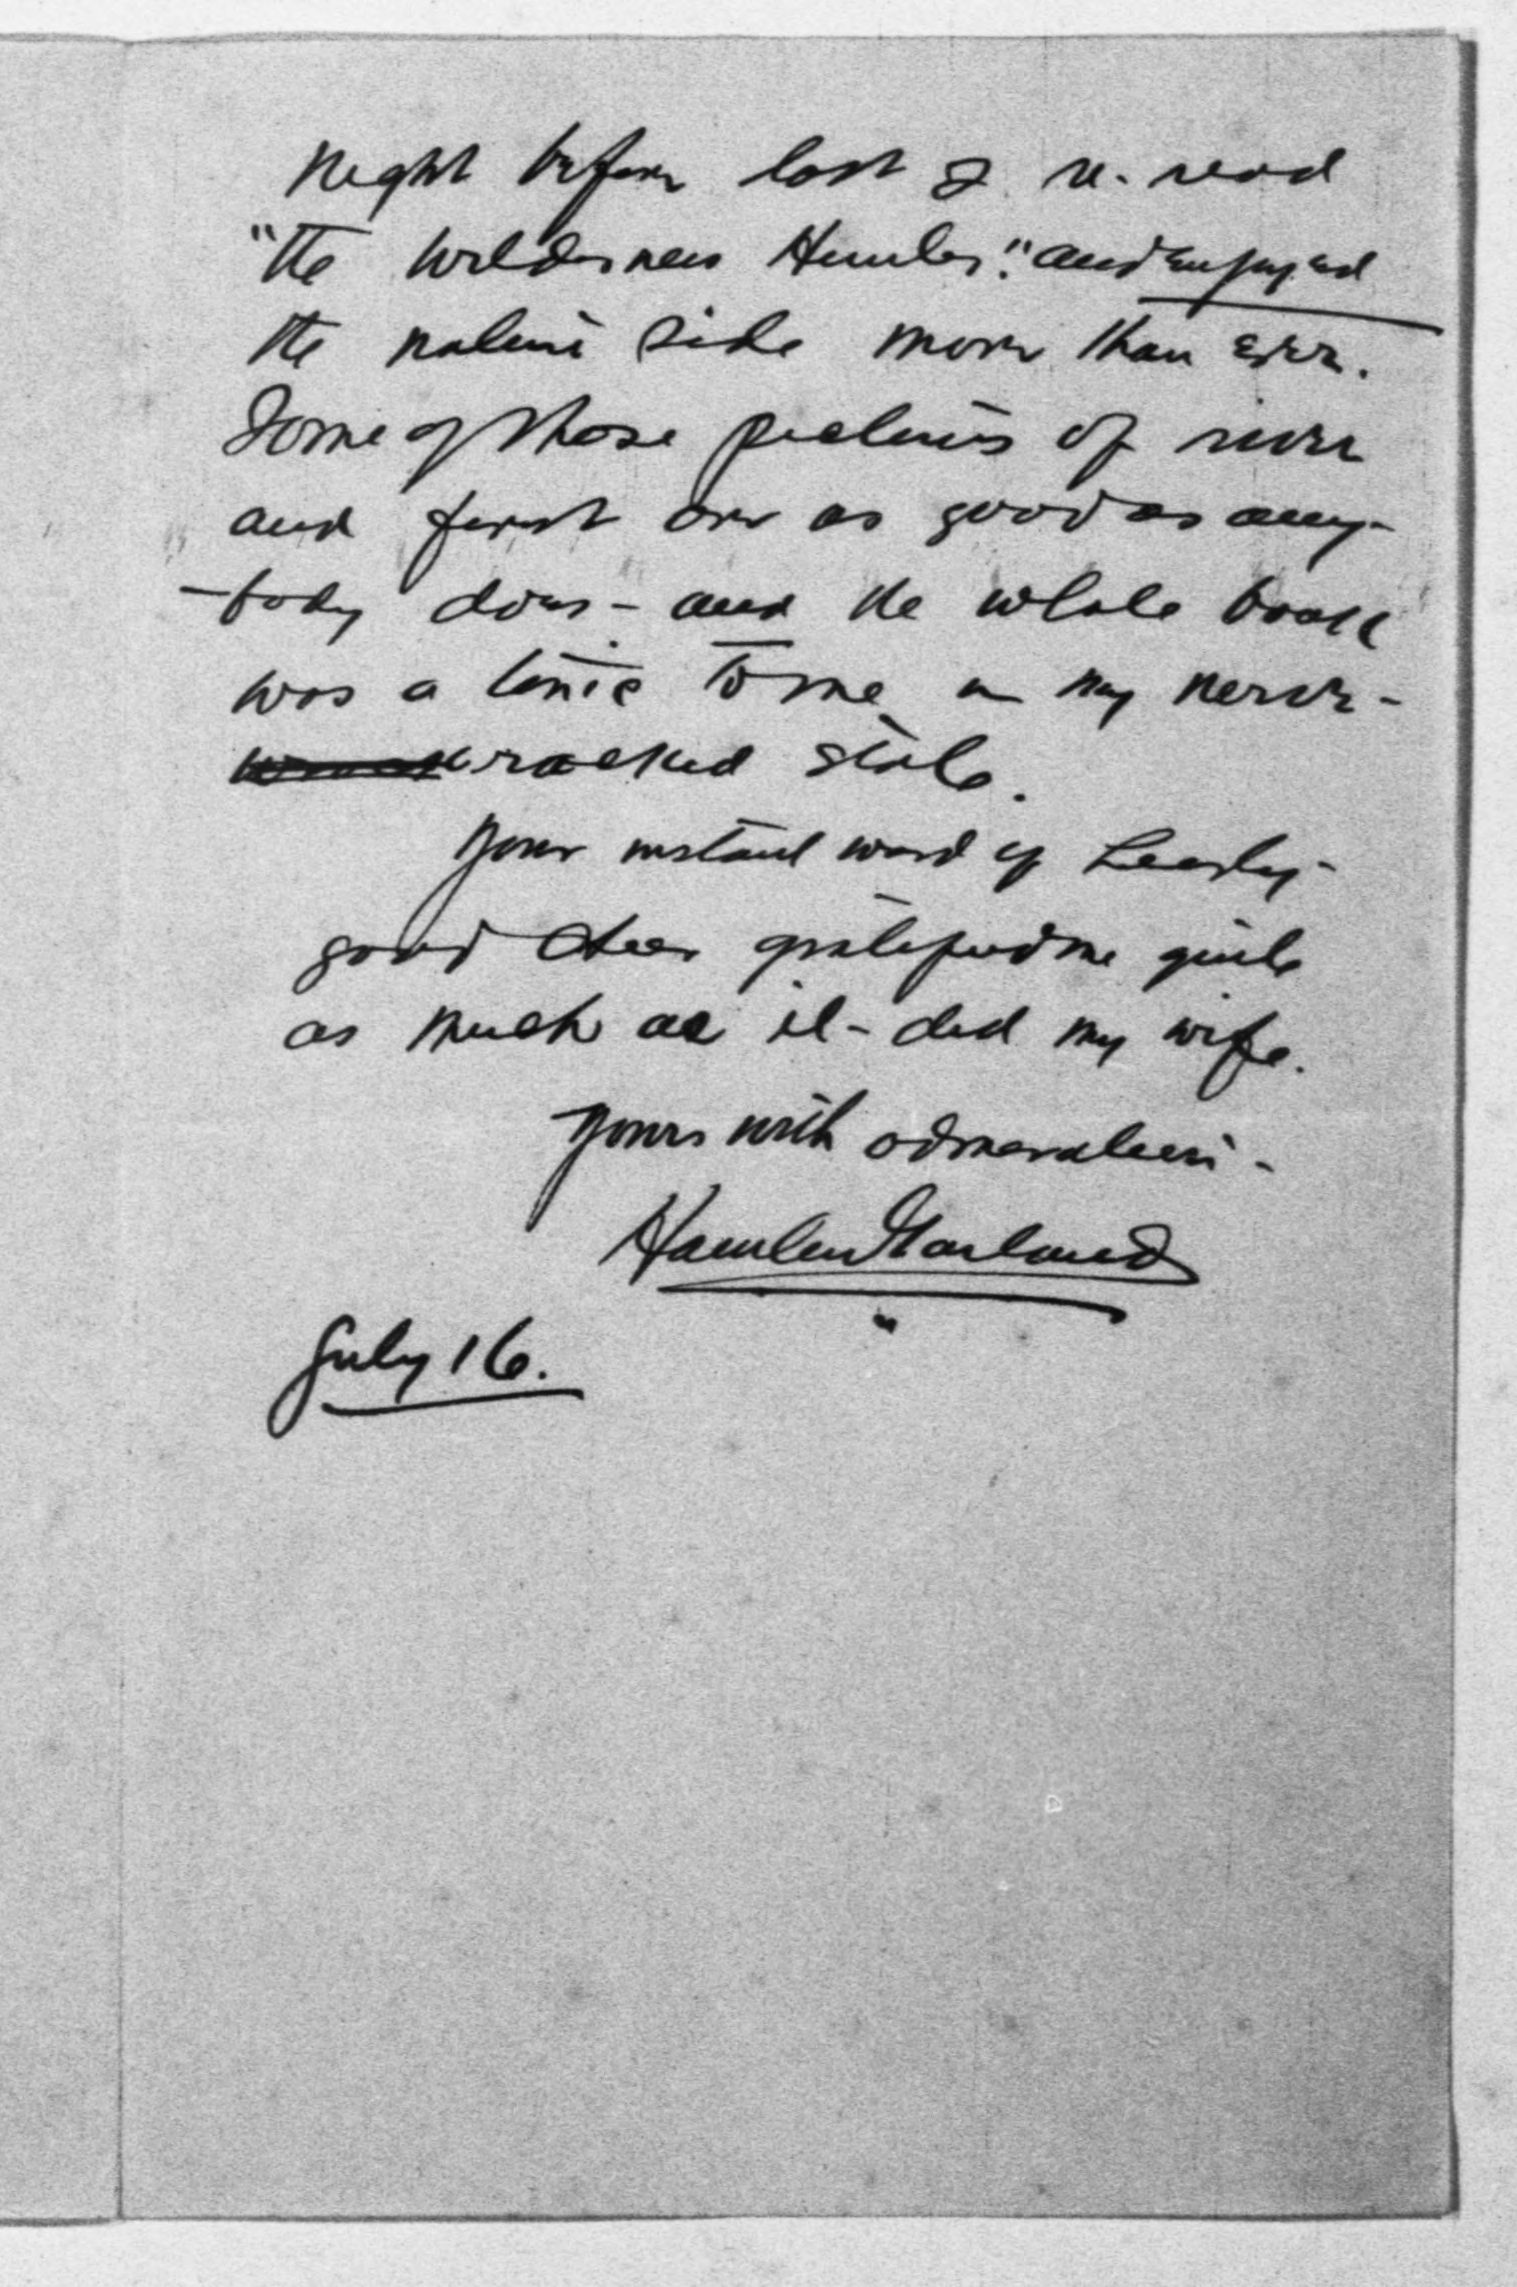 Night before last I re-read
"The Wilderness Hunter". and enjoyed
the nature side more than ever.
Some of those pictures of river
and forest are as good as any-
-body does - and the whole book
was a tonic to me in my nerve-
racked state.
Your instant word of hearty
good cheer gratified me quite
as much as it did my wife.
Yours with admiration -
Hamlin Garland
July 16.